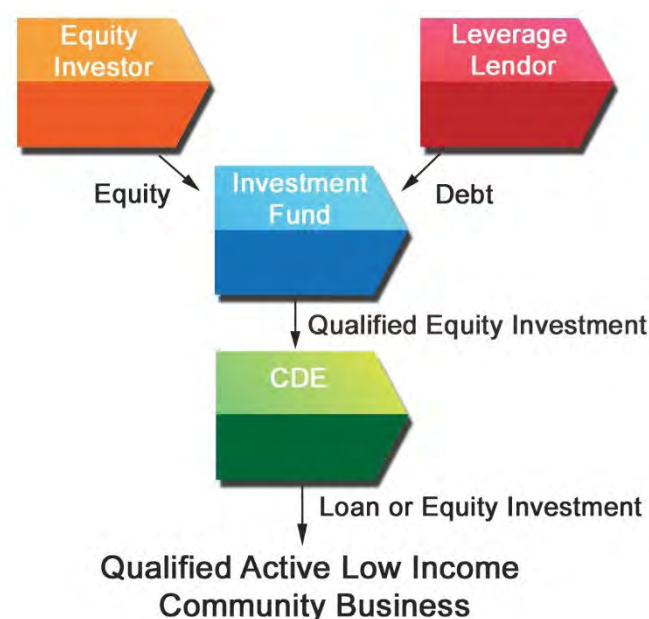 Equity
Investor
Leverage
Lendor
Equity
Investment
Fund
Debt
Qualified Equity Investment
CDE
Loan or Equity Investment
Qualified Active Low Income
Community Business